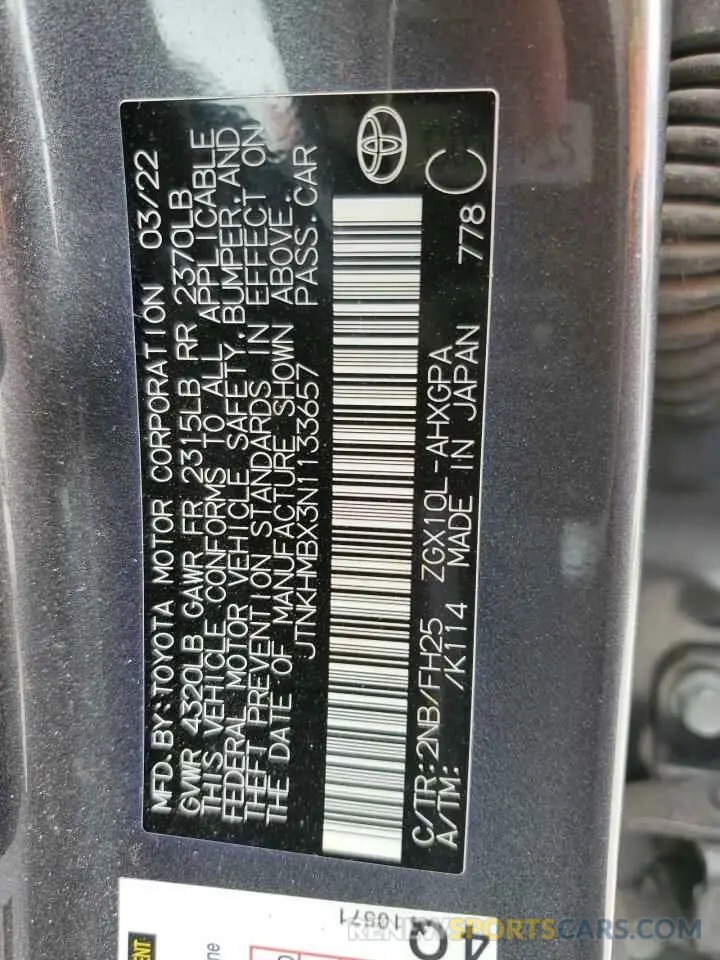 MFD. BY: TOYOTA MOTOR CORPORATION 03/22
GVWR 4320LB GAWR FR 2315LB RR 2370LB
THIS VEHICLE CONFORMS TO ALL APPLICABLE
FEDERAL MOTOR VEHICLE SAFETY, BUMPER, AND
THEFT PREVENTION STANDARDS IN EFFECT ON
THE DATE OF MANUFACTURE SHOWN ABOVE.
JTNKHMBX3N1133657 PASS. CAR
C/TR: 2NB/FH25 ZGX10L-AHXGPA
A/TM: /K114 MADE IN JAPAN 778 C
10571
RENEWSPORTSCARS.COM